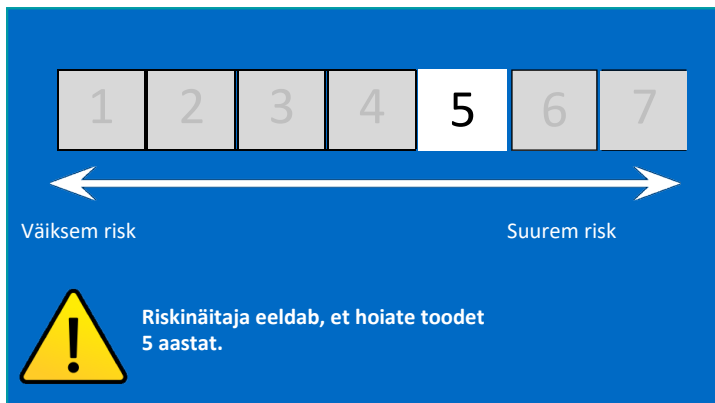 1 2 3 4 5 6 7
Väiksem risk Suurem risk
Riskinäitaja eeldab, et hoiate toodet
5 aastat.